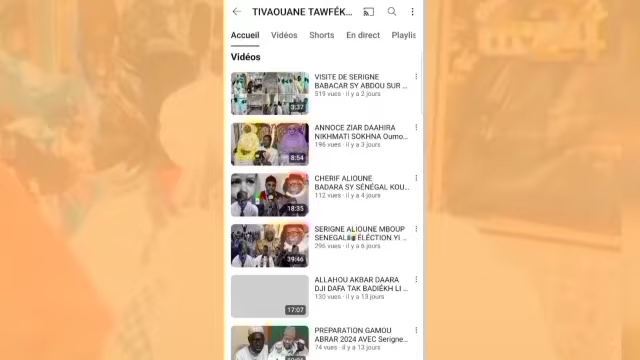 TIVAOUANE TAWFÉK...
Accueil Vidéos Shorts En direct Playlis
Vidéos
3:37
VISITE DE SERIGNE
BABACAR SY ABDOU SUR ...
519 vues · il y a 2 jours
8:54
ANNOCE ZIAR DAAHIRA
NIKHMATI SOKHNA Oumo...
196 vues · il y a 3 jours
18:35
CHERIF ALIOUNE
BADARA SY SÉNÉGAL KOU...
112 vues · il y a 4 jours
39:46
SERIGNE ALIOUNE MBOUP
SENEGAL🇸🇳 ÉLÉCTION YI ...
296 vues · il y a 6 jours
17:07
ALLAHOU AKBAR DAARA
DJI DAFA TAK BADIÉKH LI ...
130 vues · il y a 13 jours
PREPARATION GAMOU
ABRAR 2024 AVEC Serigne...
74 vues · il y a 13 jours